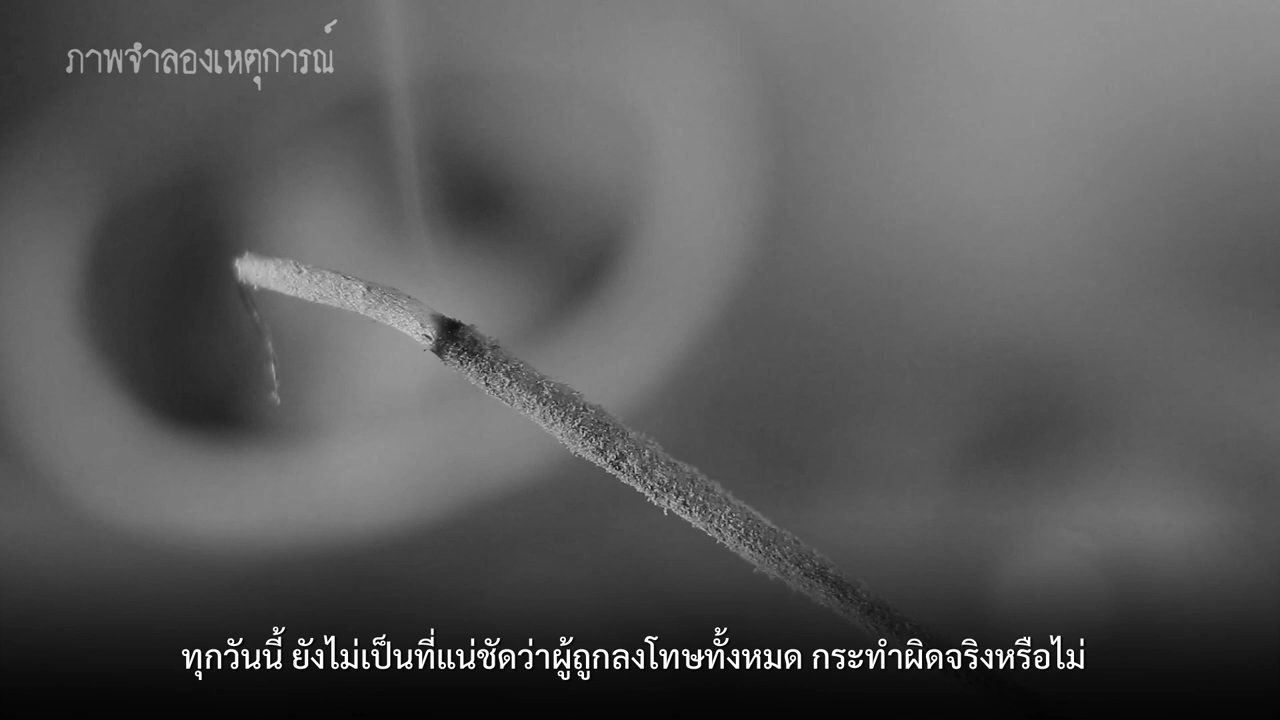 ภาพจำลองเหตุการณ์
ทุกวันนี้ ยังไม่เป็นที่แน่ชัดว่าผู้ถูกลงโทษทั้งหมด กระทำผิดจริงหรือไม่